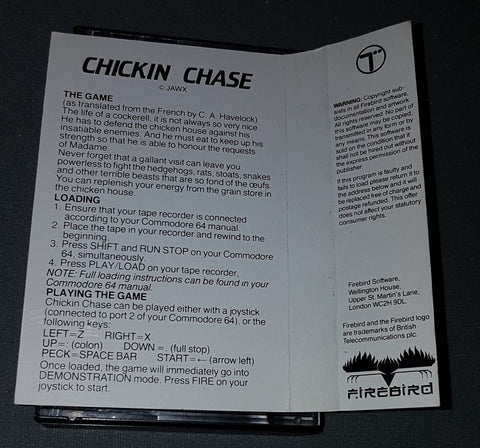 CHICKIN CHASE
© JAWX
THE GAME
(as translated from the French by C. A. Havelock)
The life of a cockerell, it is not always so very nice.
He has to defend the chicken house against his
insatiable enemies. And he must eat to keep up his
strength so that he is able to honour the requests
of Madame.
Never forget that a gallant visit can leave you
powerless to fight the hedgehogs, rats, stoats, snakes
and other terrible beasts that are so fond of the œufs.
You can replenish your energy from the grain store in
the chicken house.
LOADING
1. Ensure that your tape recorder is connected
according to your Commodore 64 manual.
2. Place the tape in your recorder and rewind to the
beginning.
3. Press SHIFT and RUN STOP on your Commodore
64, simultaneously.
4. Press PLAY/LOAD on your tape recorder,
NOTE: Full loading instructions can be found in your
Commodore 64 manual.
PLAYING THE GAME
Chickin Chase can be played either with a joystick
(connected to port 2 of your Commodore 64), or the
following keys:
LEFT=Z RIGHT=X
UP=: (colon) DOWN =. (full stop)
PECK=SPACE BAR START=← (arrow left)
Once loaded, the game will immediately go into
DEMONSTRATION mode. Press FIRE on your
joystick to start.
T
WARNING: Copyright sub-
sists in all Firebird software,
documentation and artwork.
All rights reserved. No part of
this software may be copied,
transmitted in any form or by
any means. This software is
sold on the condition that it
shall not be hired out without
the express permission of the
publisher.
If this program is faulty and
fails to load please return it to
the address below and it will
be replaced free of charge and
postage refunded. This offer
does not affect your statutory
consumer rights.
Firebird Software,
Wellington House,
Upper St. Martin's Lane,
London WC2H 9DL.
Firebird and the Firebird logo
are trademarks of British
Telecommunications plc.
FIREBIRD